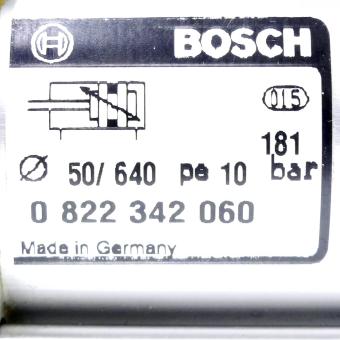 BOSCH
015
181
Ø 50/ 640 pe 10 bar
0 822 342 060
Made in Germany